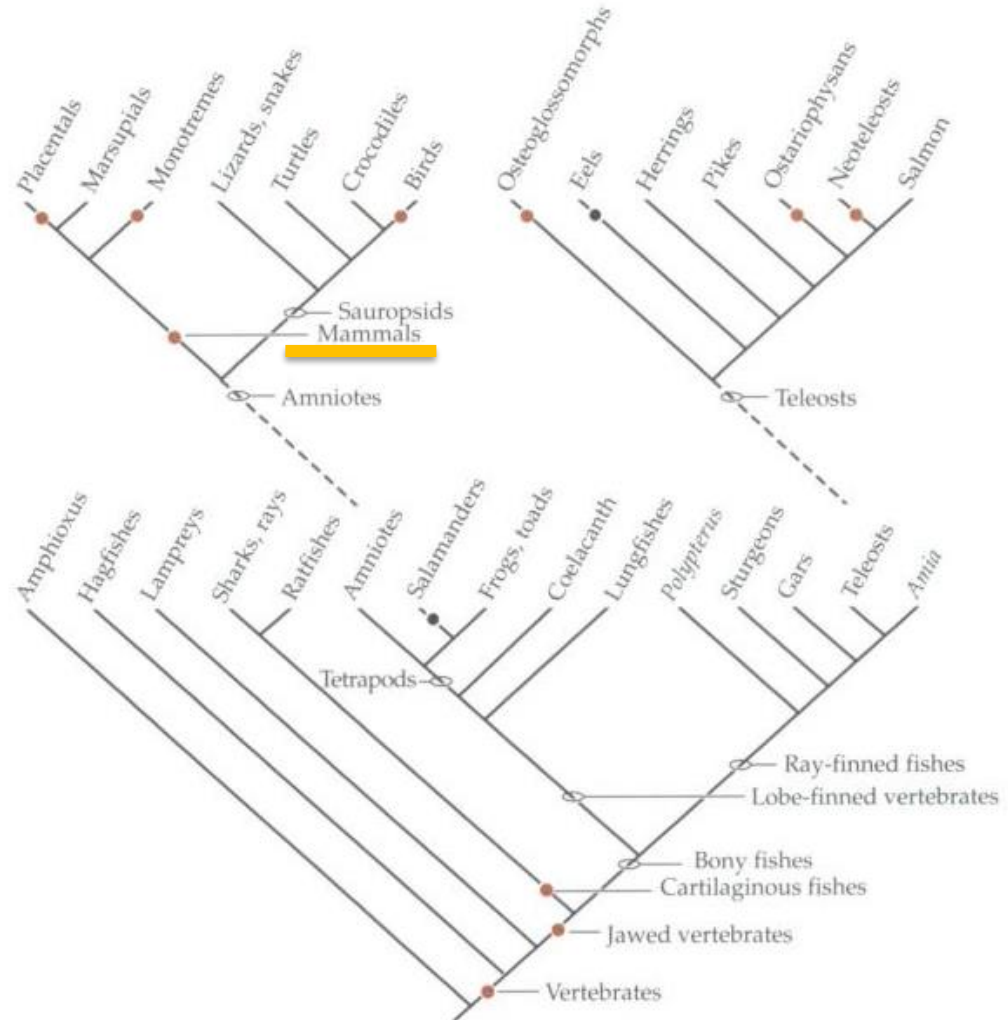 Placentals
Marsupials
Monotremes
Lizards, snakes
Turtles
Crocodiles
Birds
Sauropsids
Mammals
Amniotes
Osteoglossomorphs
Eels
Herrings
Pikes
Ostariophysans
Neoteleosts
Salmon
Teleosts
Amphioxus
Hagfishes
Lampreys
Sharks, rays
Ratfishes
Amniotes
Salamanders
Frogs, toads
Coelacanth
Lungfishes
Polypterus
Sturgeons
Gars
Teleosts
Amia
Tetrapods
Ray-finned fishes
Lobe-finned vertebrates
Bony fishes
Cartilaginous fishes
Jawed vertebrates
Vertebrates